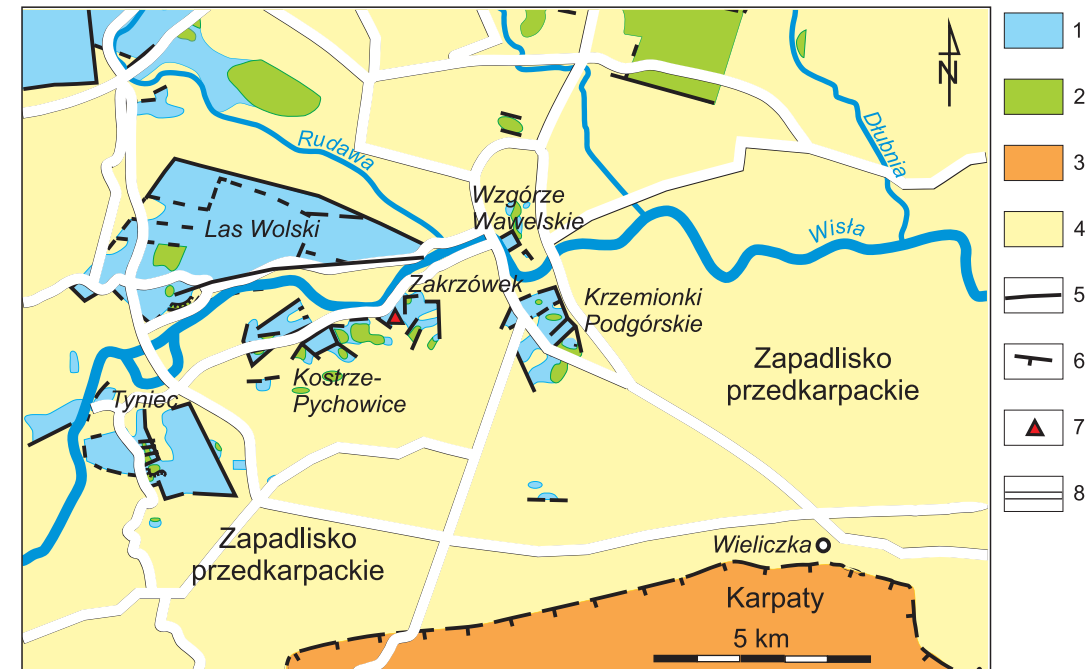 1
2
3
4
5
6
7
8
N
Rudawa
Dłubnia
Wisła
Las Wolski
Wzgórze
Wawelskie
Zakrzówek
Krzemionki
Podgórskie
Kostrze-
Pychowice
Tyniec
Zapadlisko
przedkarpackie
Zapadlisko
przedkarpackie
Wieliczka
Karpaty
5 km